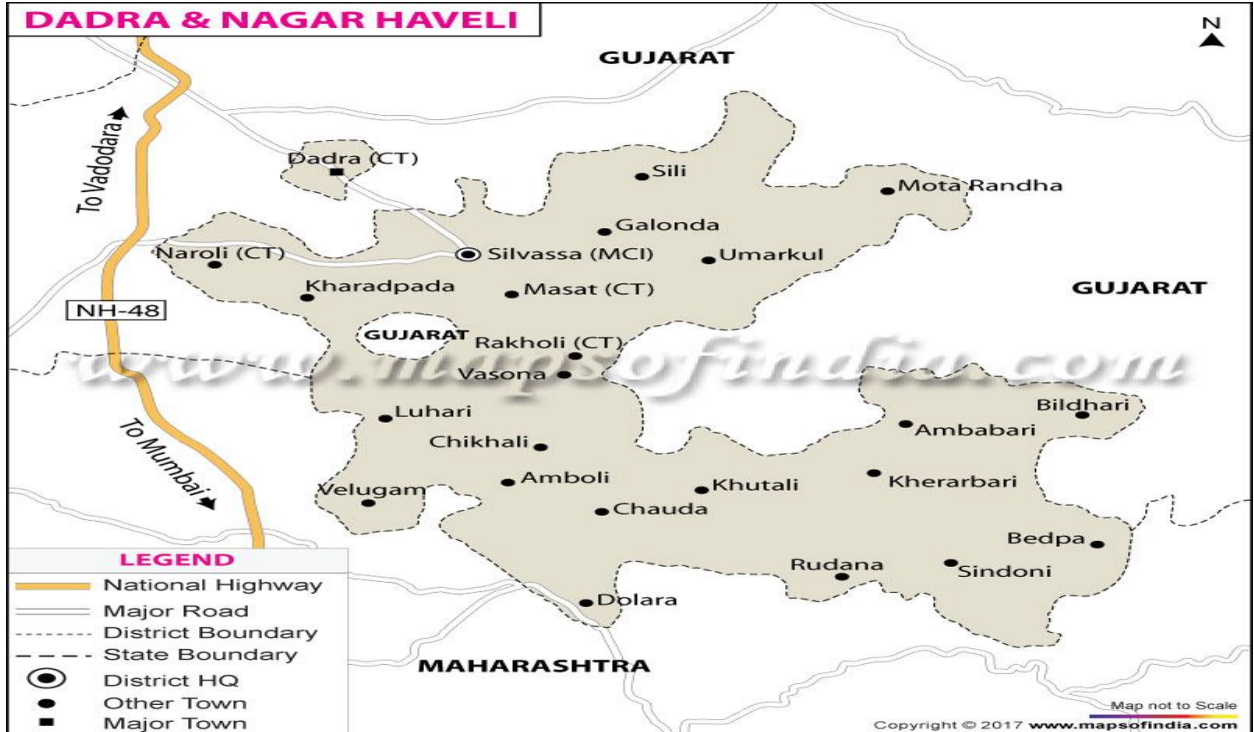 DADRA & NAGAR HAVELI
N
GUJARAT
To Vadodara
Dadra (CT)
Sili
Mota Randha
Galonda
Naroli (CT)
Silvassa (MCI)
Umarkul
Kharadpada
Masat (CT)
GUJARAT
NH-48
GUJARAT
Rakholi (CT)
www.mapsofindia.com
Vasona
Luhari
Bildhari
Ambabari
Chikhali
To Mumbai
Amboli
Khutali
Kherarbari
Velugam
Chauda
Bedpa
Rudana
Sindoni
Dolara
MAHARASHTRA
LEGEND
National Highway
Major Road
District Boundary
State Boundary
District HQ
Other Town
Major Town
Map not to Scale
Copyright © 2017 www.mapsofindia.com